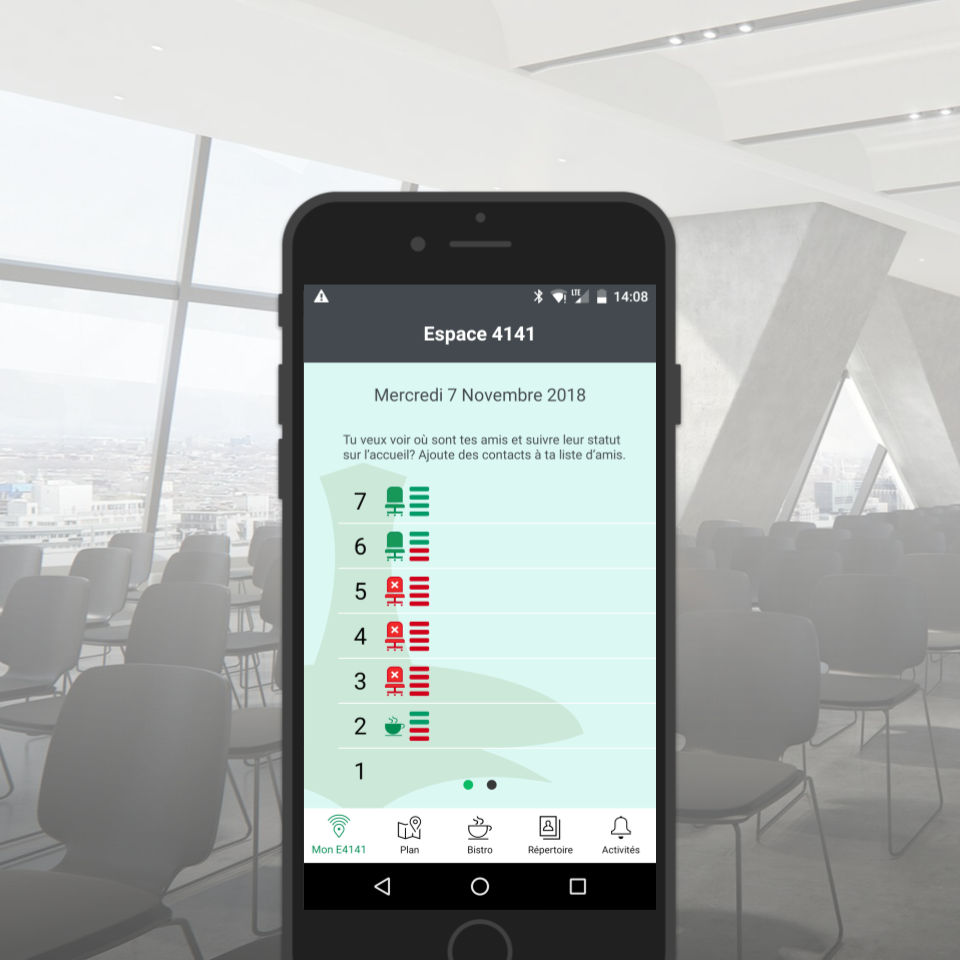 LTE 14:08
Espace 4141
Mercredi 7 Novembre 2018
Tu veux voir où sont tes amis et suivre leur statut
sur l'accueil? Ajoute des contacts à ta liste d'amis.
7
6
5
4
3
2
1
Mon E4141 Plan Bistro Répertoire Activités